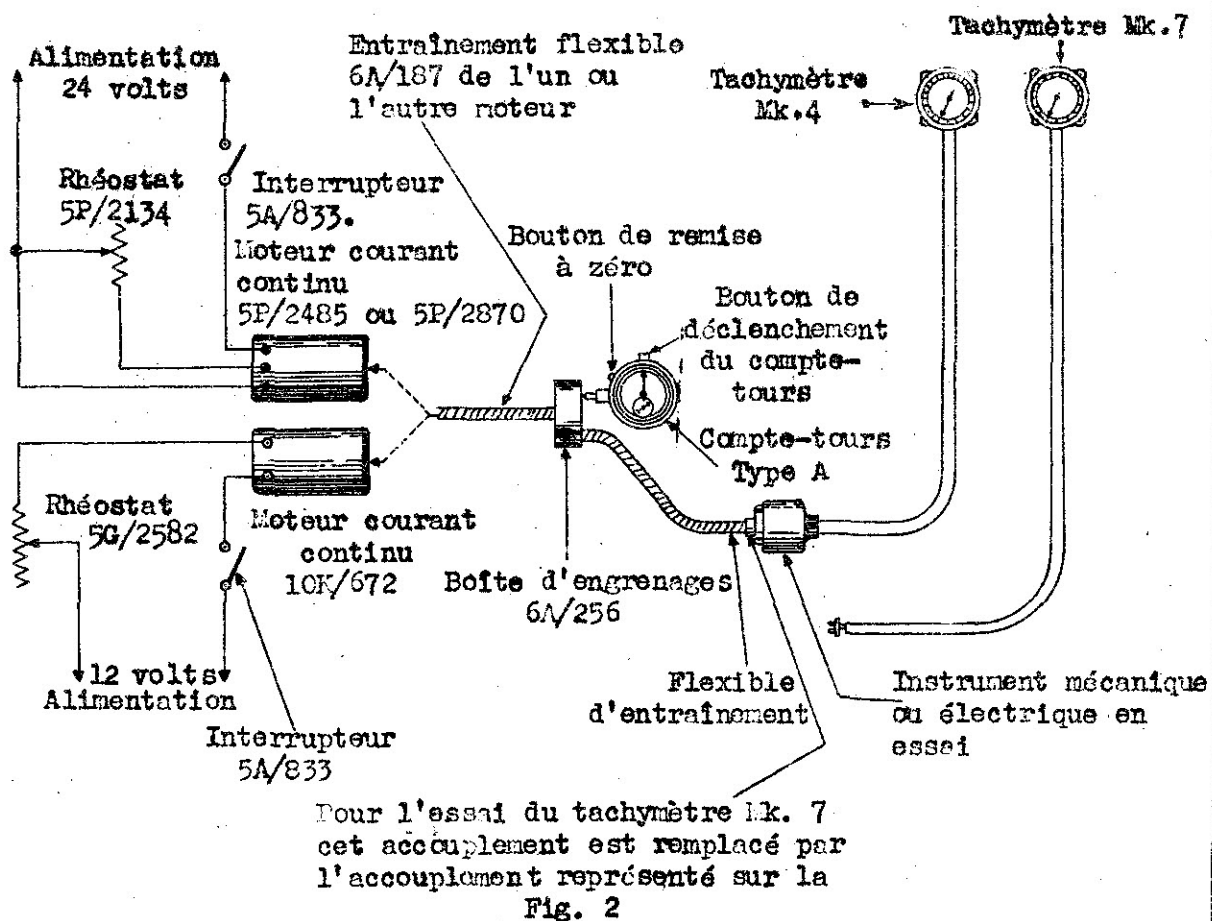 Tachymètre Mk.7
Alimentation
24 volts
Entraînement flexible
6A/187 de l'un ou
l'autre moteur
Tachymètre
Mk.4
Rhéostat
5P/2134
Interrupteur
5A/833.
Moteur courant
continu
5P/2485 ou 5P/2870
Bouton de remise
à zéro
Bouton de
déclenchement
du compte-
tours
Compte-tours
Type A
Rhéostat
5G/2582
Moteur courant
continu
10K/672
Boîte d'engrenages
6A/256
12 volts
Alimentation
Interrupteur
5A/833
Flexible
d'entraînement
Instrument mécanique
ou électrique en
essai
Pour l'essai du tachymètre Mk. 7
cet accouplement est remplacé par
l'accouplement représenté sur la
Fig. 2